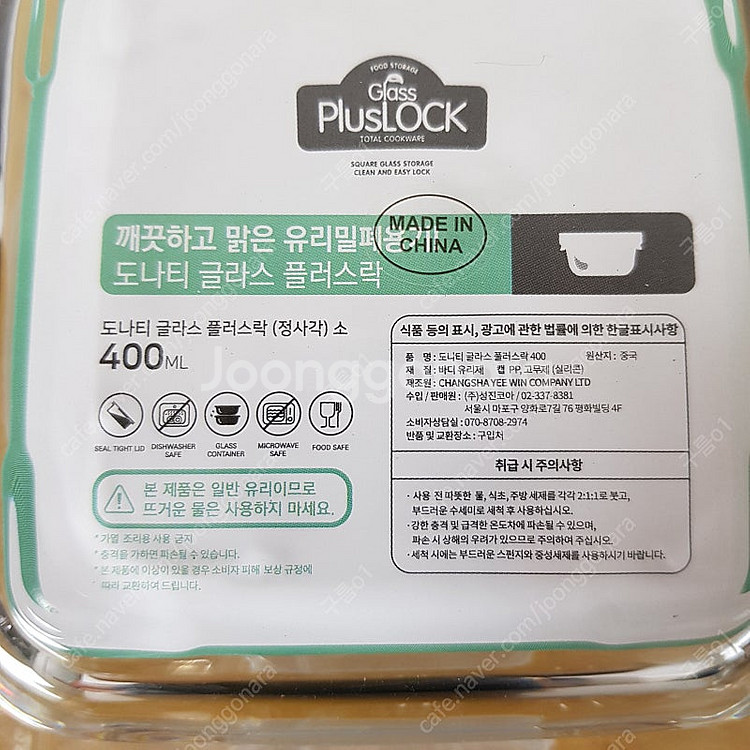 FOOD STORAGE
Glass
PlusLOCK
TOTAL COOKWARE
SQUARE GLASS STORAGE
CLEAN AND EASY LOCK
깨끗하고 맑은 유리밀폐용기
MADE IN
CHINA
도나티 글라스 플러스락
도나티 글라스 플러스락 (정사각) 소
400ML
SEAL TIGHT LID
DISHWASHER SAFE
GLASS CONTAINER
MICROWAVE SAFE
FOOD SAFE
본 제품은 일반 유리이므로
뜨거운 물은 사용하지 마세요.
*가열 조리용 사용 금지
*충격을 가하면 파손될 수 있습니다.
*본 제품에 이상이 있을 경우 소비자 피해 보상 규정에
따라 교환하여 드립니다.
식품 등의 표시, 광고에 관한 법률에 의한 한글표시사항
품 명 : 도나티 글라스 플러스락 400 원산지 : 중국
재 질 : 바디 유리제 캡 PP, 고무제 (실리콘)
제조원 : CHANGSHA YEE WIN COMPANY LTD
수입 / 판매원 : (주)성진코마 / 02-337-8381
서울시 마포구 양화로7길 76 평화빌딩 4F
소비자상담실 : 070-8708-2974
반품 및 교환장소 : 구입처
취급 시 주의사항
· 사용 전 따뜻한 물, 식초, 주방 세제를 각각 2:1:1로 붓고,
부드러운 수세미로 세척 후 사용하십시오.
· 강한 충격 및 급격한 온도차에 파손될 수 있으며,
파손 시 상해의 우려가 있으므로 주의하여 주십시오.
· 세척 시에는 부드러운 스펀지와 중성세제를 사용하시기 바랍니다.
cafe.naver.com/joonggonara
구름o1